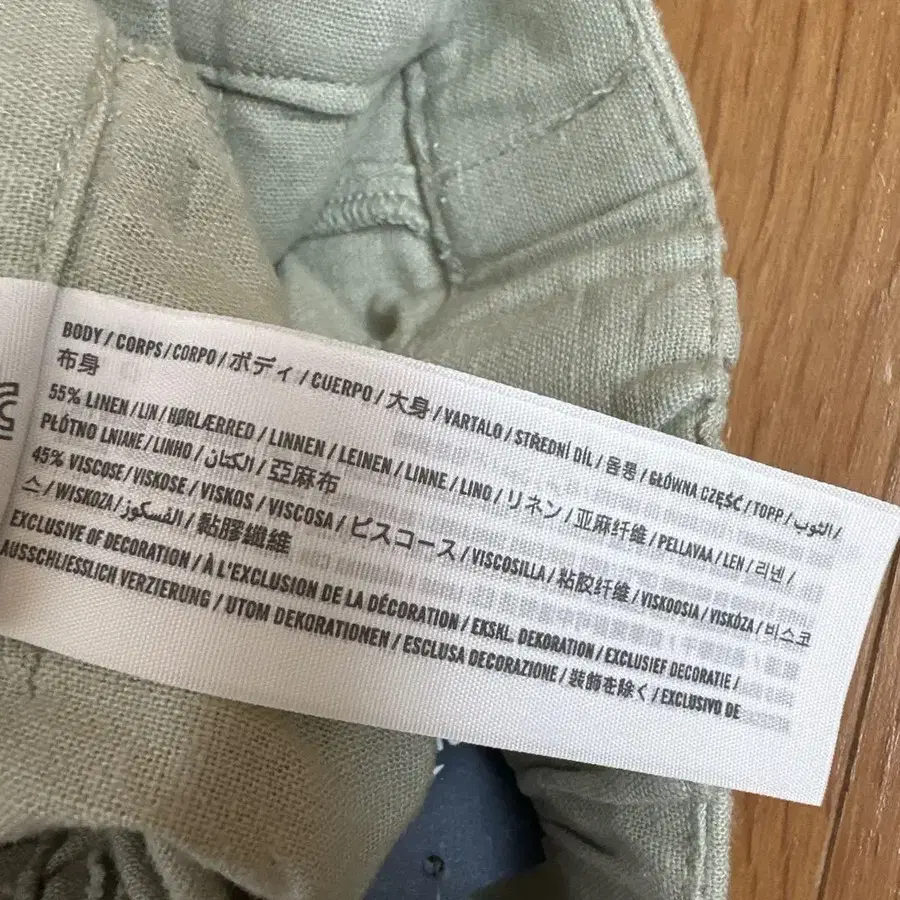 BODY / CORPS / CORPO / ボディ / CUERPO / 大身 / VARTALO / STŘEDNÍ DÍL / 몸통 / GŁÓWNA CZĘŚĆ / TOPP / الثوب /
布身
55% LINEN / LIN / HØRLÆRRED / LINNEN / LEINEN / LINNE / LINO / リネン / 亚麻纤维 / PELLAVAA / LEN / 리넨 /
PŁÓTNO LNIANE / LINHO / الكتان / 亞麻布
45% VISCOSE / VISKOSE / VISKOS / VISCOSA / ビスコース / VISCOSILLA / 粘胶纤维 / VISKOOSIA / VISKÓZA / 비스코
스 / WISKOZA / الفسكوز / 黏膠纖維
EXCLUSIVE OF DECORATION / À L'EXCLUSION DE LA DÉCORATION / EKSKL. DEKORATION / EXCLUSIEF DECORATIE /
AUSSCHLIESSLICH VERZIERUNG / UTOM DEKORATIONEN / ESCLUSA DECORAZIONE / 装飾を除く / EXCLUSIVO DE